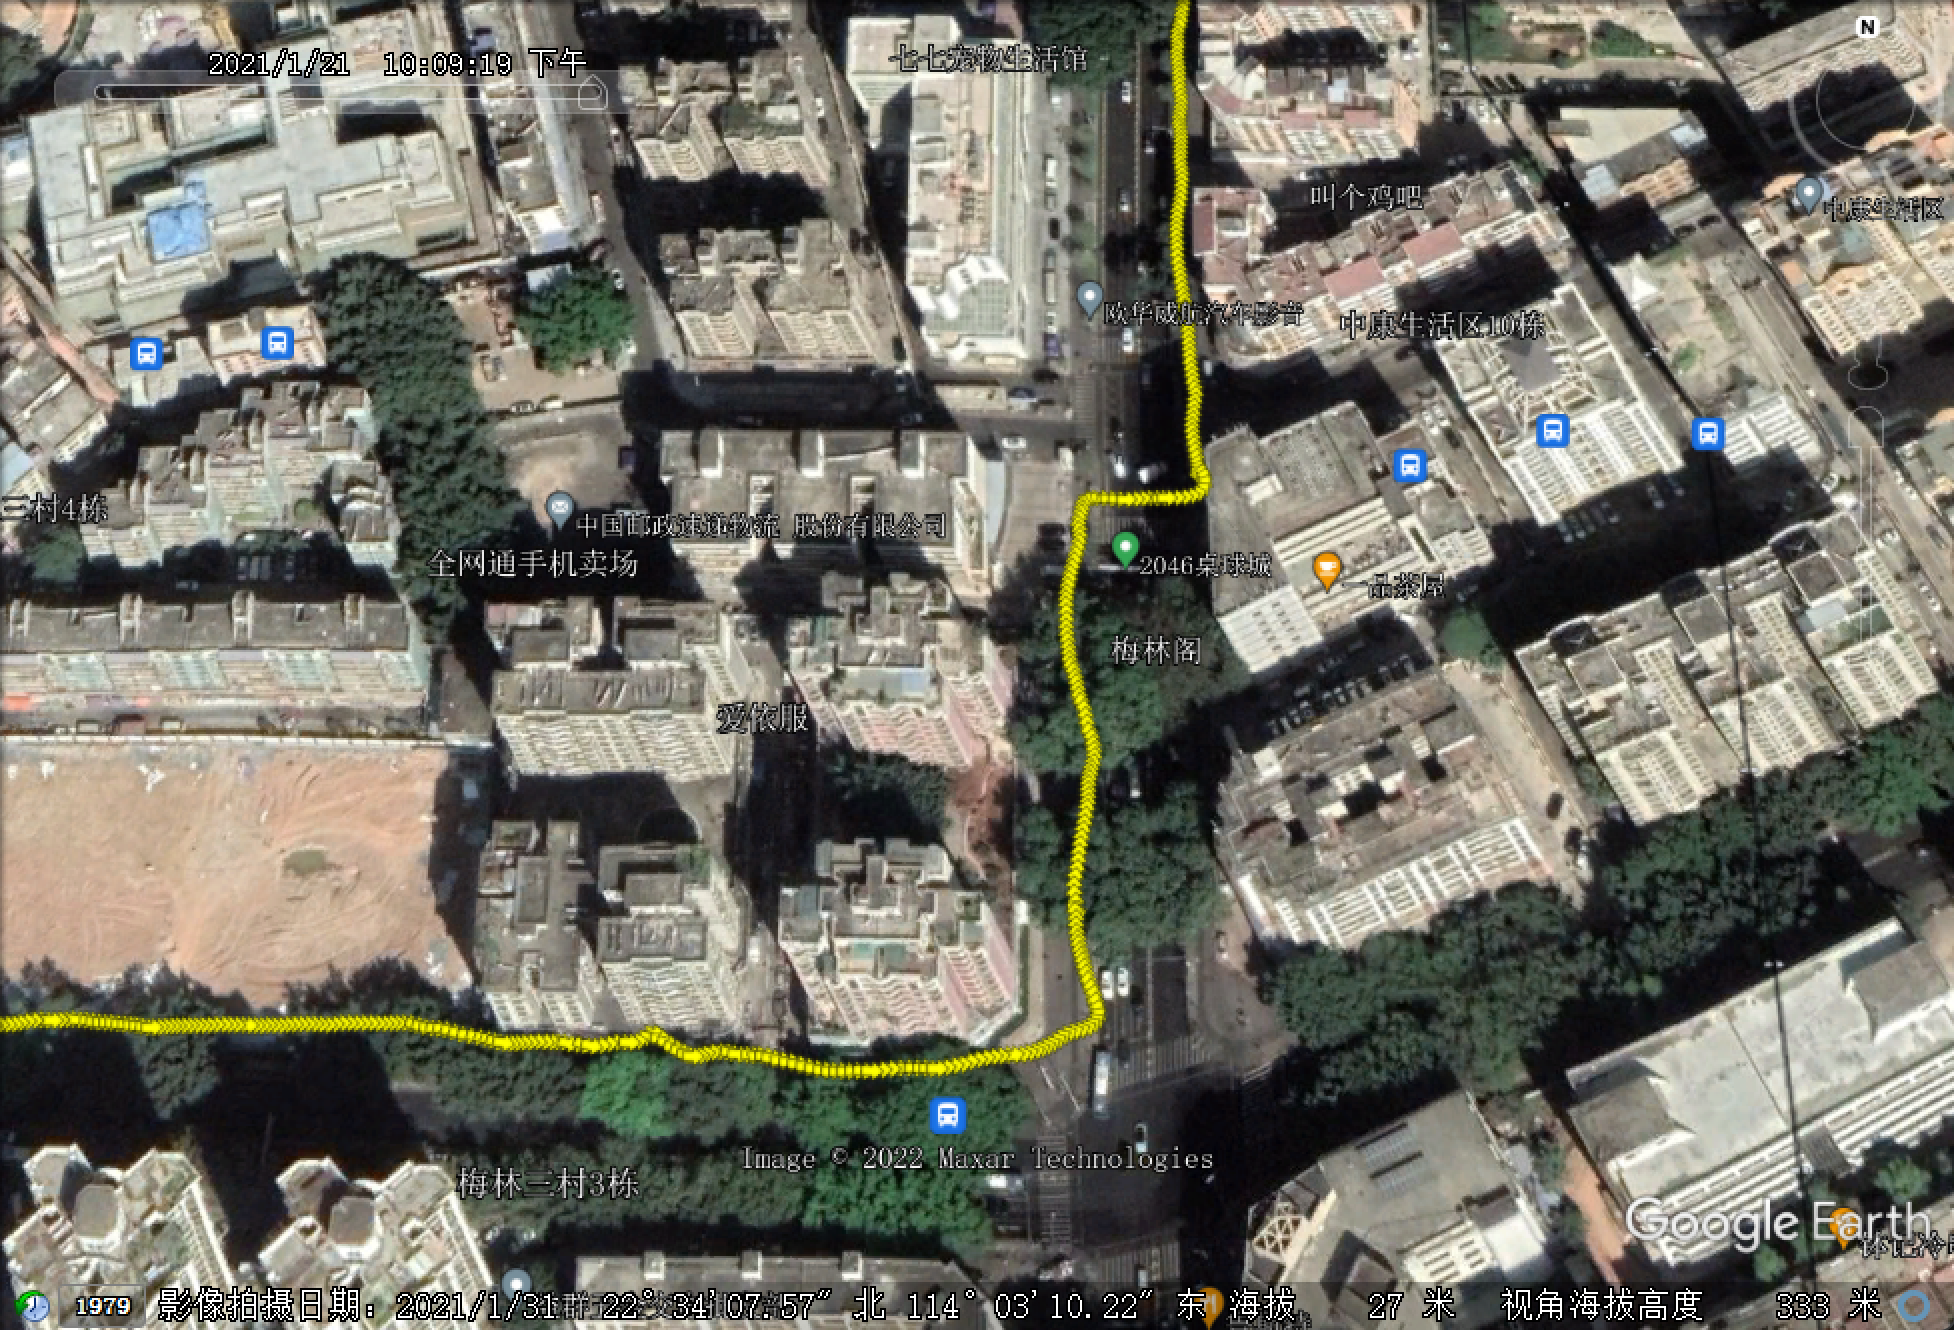 2021/1/21 10:09:19 下午
七七宠物生活馆
N
叫个鸡吧
中康生活区
欧华威航汽车影音
中康生活区10栋
三村4栋
中国邮政速递物流 股份有限公司
全网通手机卖场
2046桌球城
一品茶屋
梅林阁
爱依服
Image © 2022 Maxar Technologies
梅林三村3栋
Google Earth
1979
影像拍摄日期: 2021/1/31
22°34'07.57" 北 114°03'10.22" 东 海拔 27 米 视角海拔高度 333 米